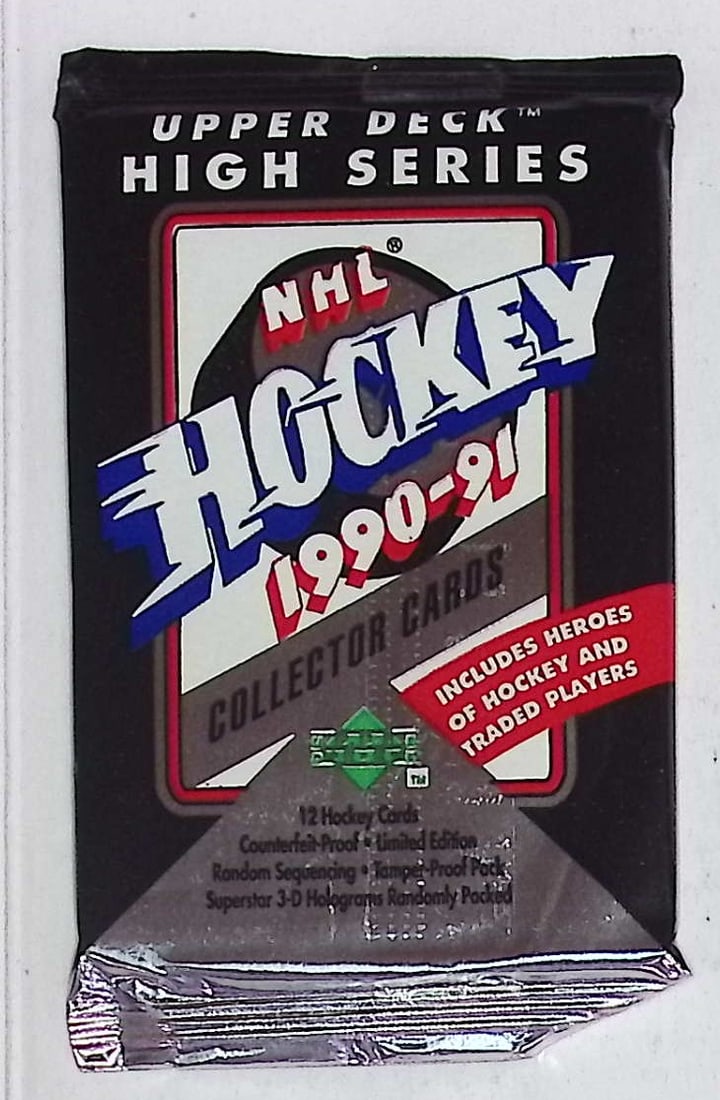 UPPER DECK™
HIGH SERIES
NHL®
HOCKEY
1990-91
COLLECTOR CARDS
INCLUDES HEROES
OF HOCKEY AND
TRADED PLAYERS
TM
12 Hockey Cards
Counterfeit-Proof • Limited Edition
Random Sequencing • Tamper-Proof Pack
Superstar 3-D Holograms Randomly Packed